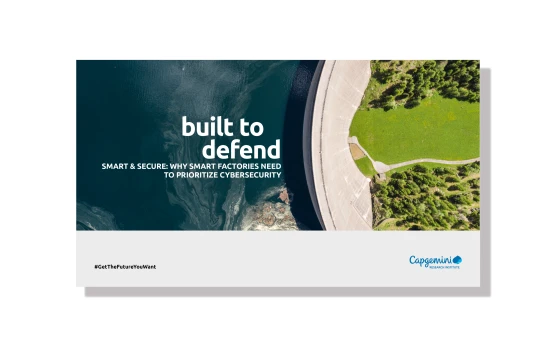 built to
defend
SMART & SECURE: WHY SMART FACTORIES NEED
TO PRIORITIZE CYBERSECURITY
#GetTheFutureYouWant
Capgemini
RESEARCH INSTITUTE